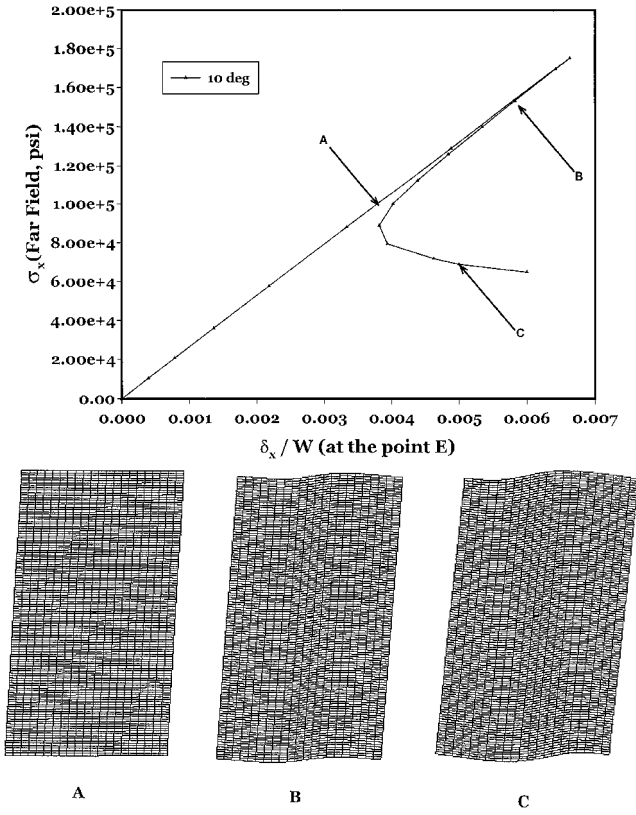 2.00e+5
1.80e+5
1.60e+5
1.40e+5
1.20e+5
1.00e+5
8.00e+4
6.00e+4
4.00e+4
2.00e+4
0.00
σx(Far Field, psi)
10 deg
A
B
C
0.000 0.001 0.002 0.003 0.004 0.005 0.006 0.007
δx / W (at the point E)
A B C